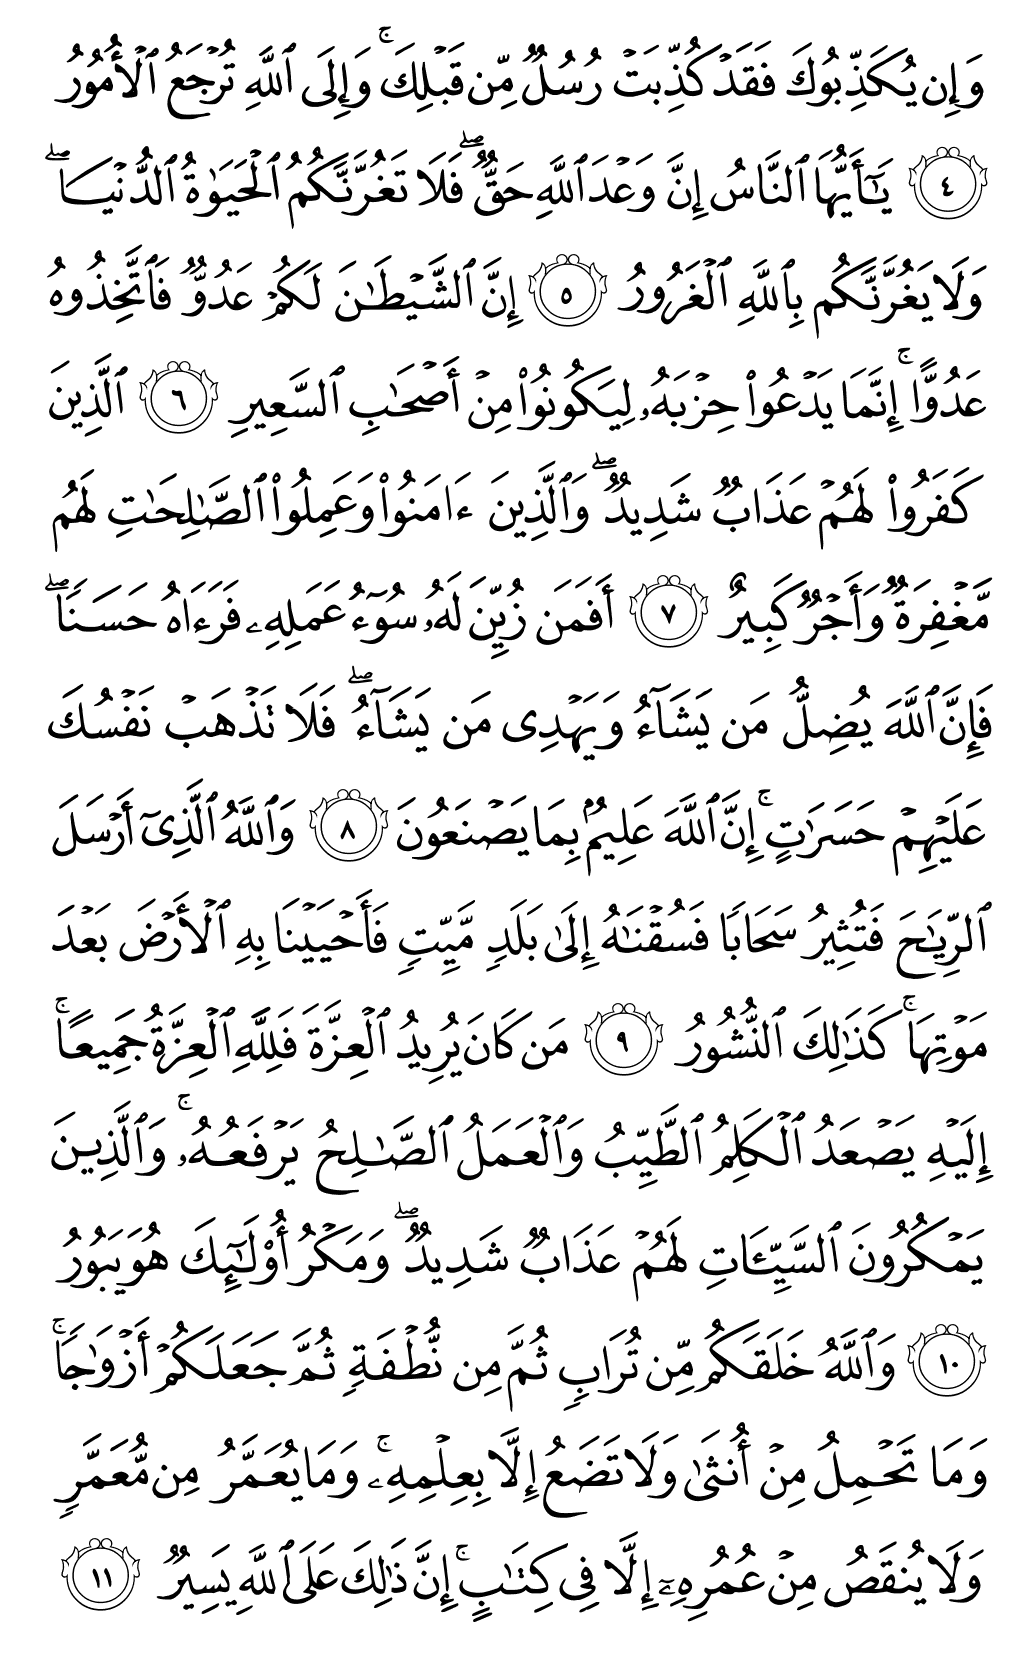 وَإِن يُكَذِّبُوكَ فَقَدۡ كُذِّبَتۡ رُسُلٞ مِّن قَبۡلِكَۚ وَإِلَى ٱللَّهِ تُرۡجَعُ ٱلۡأُمُورُ
٤ يَٰٓأَيُّهَا ٱلنَّاسُ إِنَّ وَعۡدَ ٱللَّهِ حَقّٞۖ فَلَا تَغُرَّنَّكُمُ ٱلۡحَيَوٰةُ ٱلدُّنۡيَاۖ
وَلَا يَغُرَّنَّكُم بِٱللَّهِ ٱلۡغَرُورُ ٥ إِنَّ ٱلشَّيۡطَٰنَ لَكُمۡ عَدُوّٞ فَٱتَّخِذُوهُ
عَدُوًّاۚ إِنَّمَا يَدۡعُواْ حِزۡبَهُۥ لِيَكُونُواْ مِنۡ أَصۡحَٰبِ ٱلسَّعِيرِ ٦ ٱلَّذِينَ
كَفَرُواْ لَهُمۡ عَذَابٞ شَدِيدٞۖ وَٱلَّذِينَ ءَامَنُواْ وَعَمِلُواْ ٱلصَّٰلِحَٰتِ لَهُم
مَّغۡفِرَةٞ وَأَجۡرٞ كَبِيرٌ ٧ أَفَمَن زُيِّنَ لَهُۥ سُوٓءُ عَمَلِهِۦ فَرَءَاهُ حَسَنٗاۖ
فَإِنَّ ٱللَّهَ يُضِلُّ مَن يَشَآءُ وَيَهۡدِي مَن يَشَآءُۖ فَلَا تَذۡهَبۡ نَفۡسُكَ
عَلَيۡهِمۡ حَسَرَٰتٍۚ إِنَّ ٱللَّهَ عَلِيمُۢ بِمَا يَصۡنَعُونَ ٨ وَٱللَّهُ ٱلَّذِيٓ أَرۡسَلَ
ٱلرِّيَٰحَ فَتُثِيرُ سَحَابٗا فَسُقۡنَٰهُ إِلَىٰ بَلَدٖ مَّيِّتٖ فَأَحۡيَيۡنَا بِهِ ٱلۡأَرۡضَ بَعۡدَ
مَوۡتِهَاۚ كَذَٰلِكَ ٱلنُّشُورُ ٩ مَن كَانَ يُرِيدُ ٱلۡعِزَّةَ فَلِلَّهِ ٱلۡعِزَّةُ جَمِيعًاۚ
إِلَيۡهِ يَصۡعَدُ ٱلۡكَلِمُ ٱلطَّيِّبُ وَٱلۡعَمَلُ ٱلصَّٰلِحُ يَرۡفَعُهُۥۚ وَٱلَّذِينَ
يَمۡكُرُونَ ٱلسَّيِّـَٔاتِ لَهُمۡ عَذَابٞ شَدِيدٞۖ وَمَكۡرُ أُوْلَٰٓئِكَ هُوَ يَبُورُ
١٠ وَٱللَّهُ خَلَقَكُم مِّن تُرَابٖ ثُمَّ مِن نُّطۡفَةٖ ثُمَّ جَعَلَكُمۡ أَزۡوَٰجٗاۚ
وَمَا تَحۡمِلُ مِنۡ أُنثَىٰ وَلَا تَضَعُ إِلَّا بِعِلۡمِهِۦۚ وَمَا يُعَمَّرُ مِن مُّعَمَّرٖ
وَلَا يُنقَصُ مِنۡ عُمُرِهِۦٓ إِلَّا فِي كِتَٰبٍۚ إِنَّ ذَٰلِكَ عَلَى ٱللَّهِ يَسِيرٞ ١١